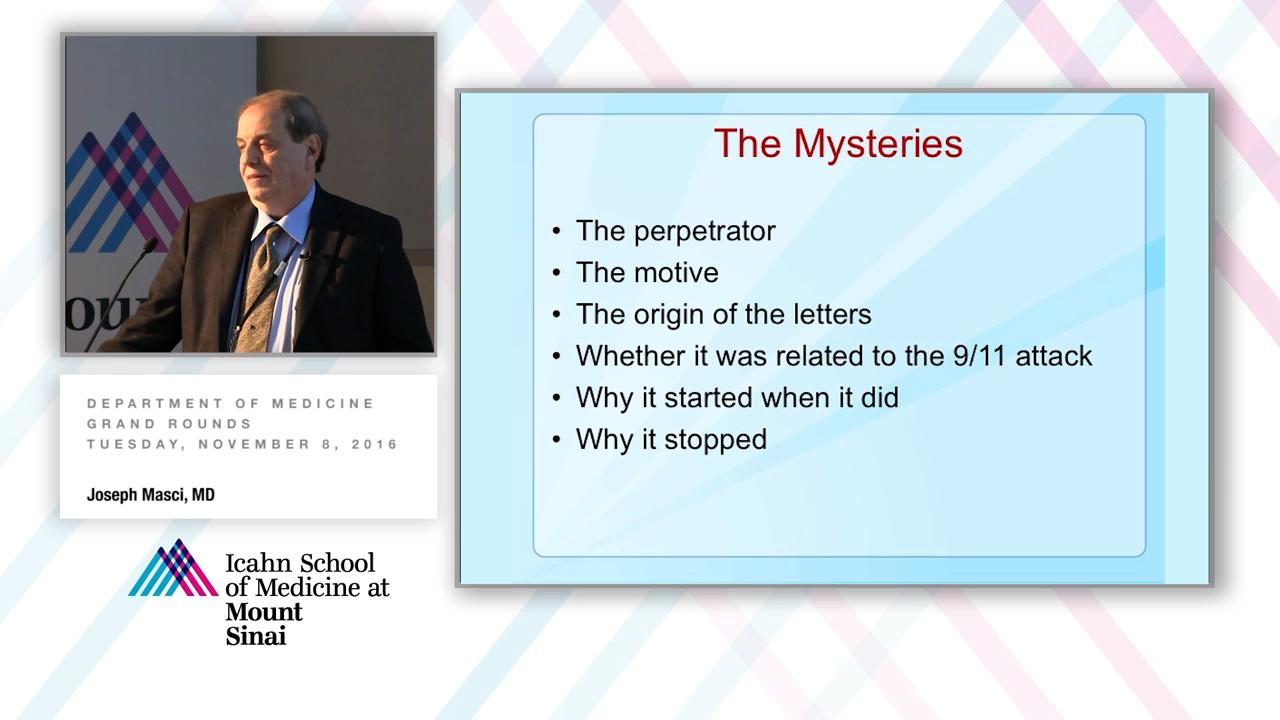 DEPARTMENT OF MEDICINE
GRAND ROUNDS
TUESDAY, NOVEMBER 8, 2016
Joseph Masci, MD
Icahn School
of Medicine at
Mount
Sinai
The Mysteries
• The perpetrator
• The motive
• The origin of the letters
• Whether it was related to the 9/11 attack
• Why it started when it did
• Why it stopped